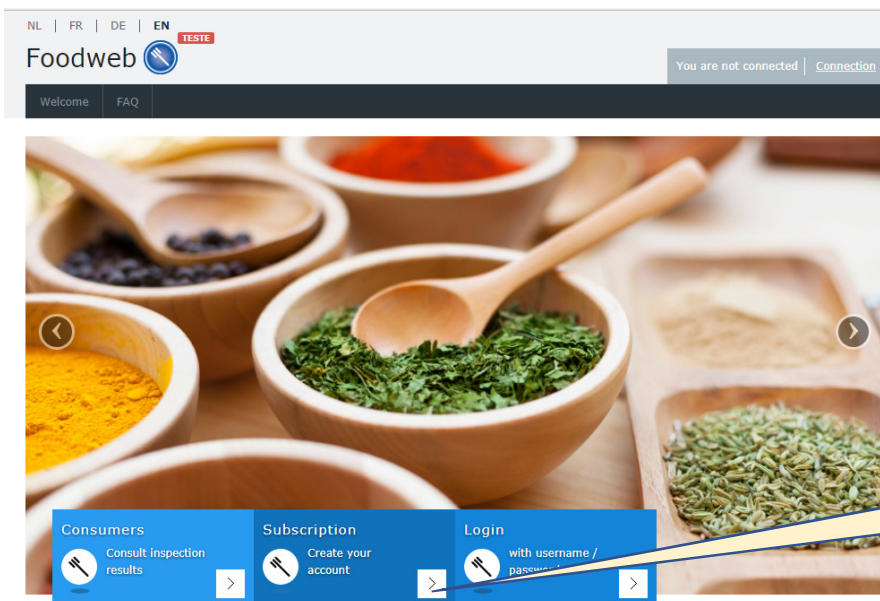 NL | FR | DE | EN
TESTE
Foodweb
You are not connected | Connection
Welcome FAQ
Consumers
Consult inspection
results
Subscription
Create your
account
Login
with username /